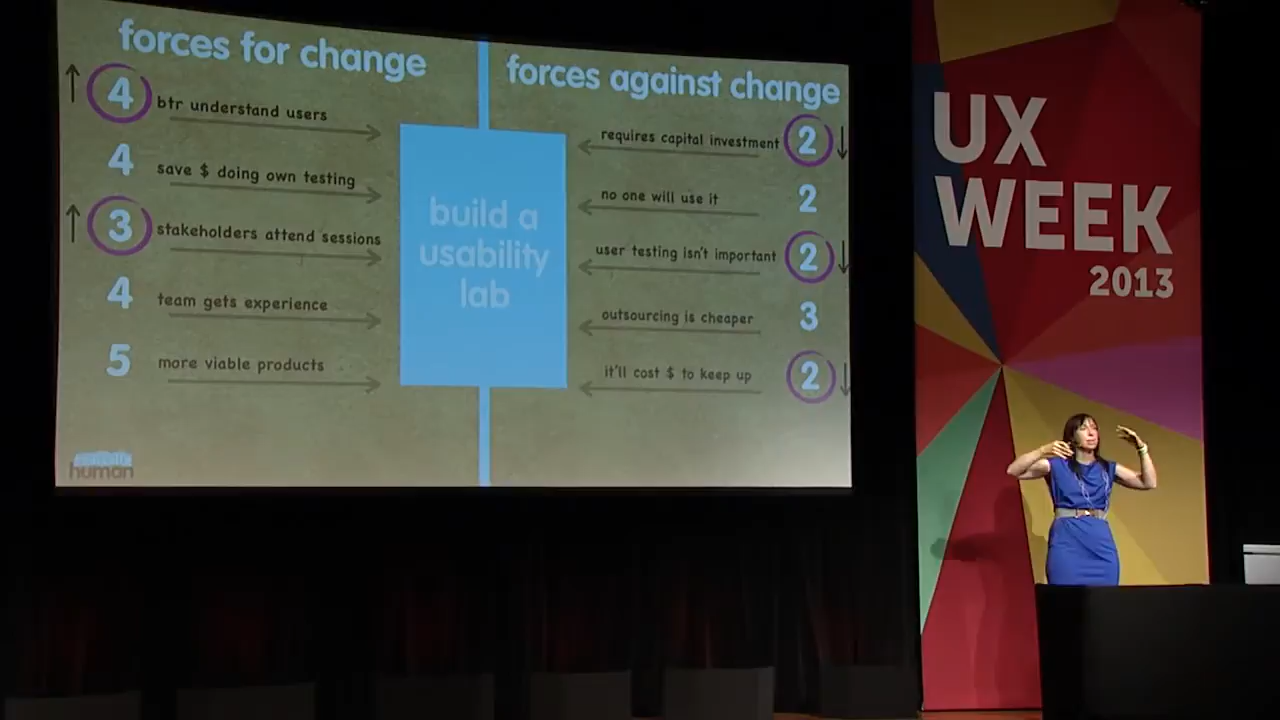 forces for change
4 btr understand users
4 save $ doing own testing
3 stakeholders attend sessions
4 team gets experience
5 more viable products
build a
usability
lab
forces against change
requires capital investment 2
no one will use it 2
user testing isn't important 2
outsourcing is cheaper 3
it'll cost $ to keep up 2
human
UX
WEEK
2013